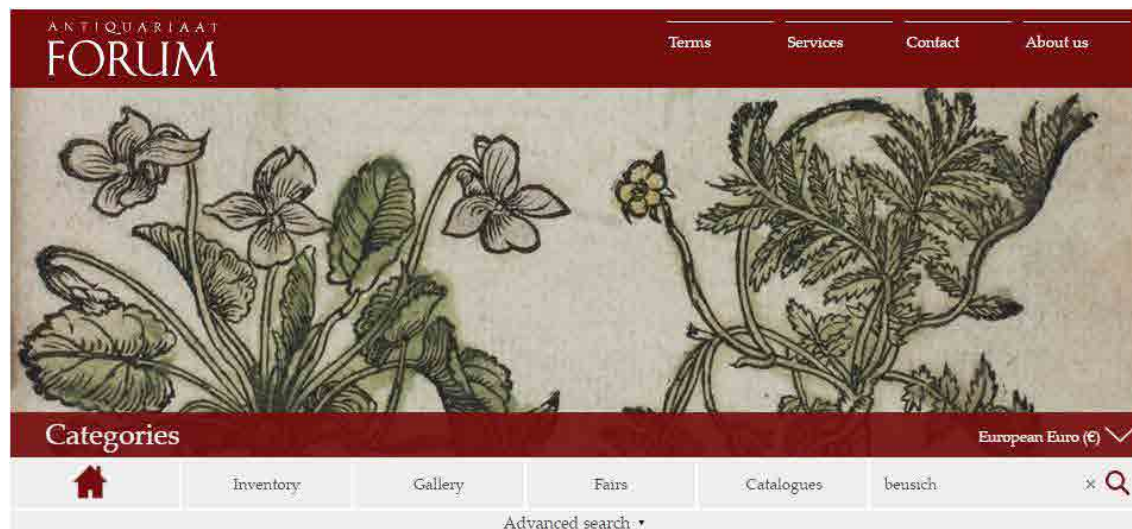 ANTIQUARIAAT
FORUM
Terms Services Contact About us
Categories
European Euro (€)
Inventory Gallery Fairs Catalogues beusich ×
Advanced search ▾